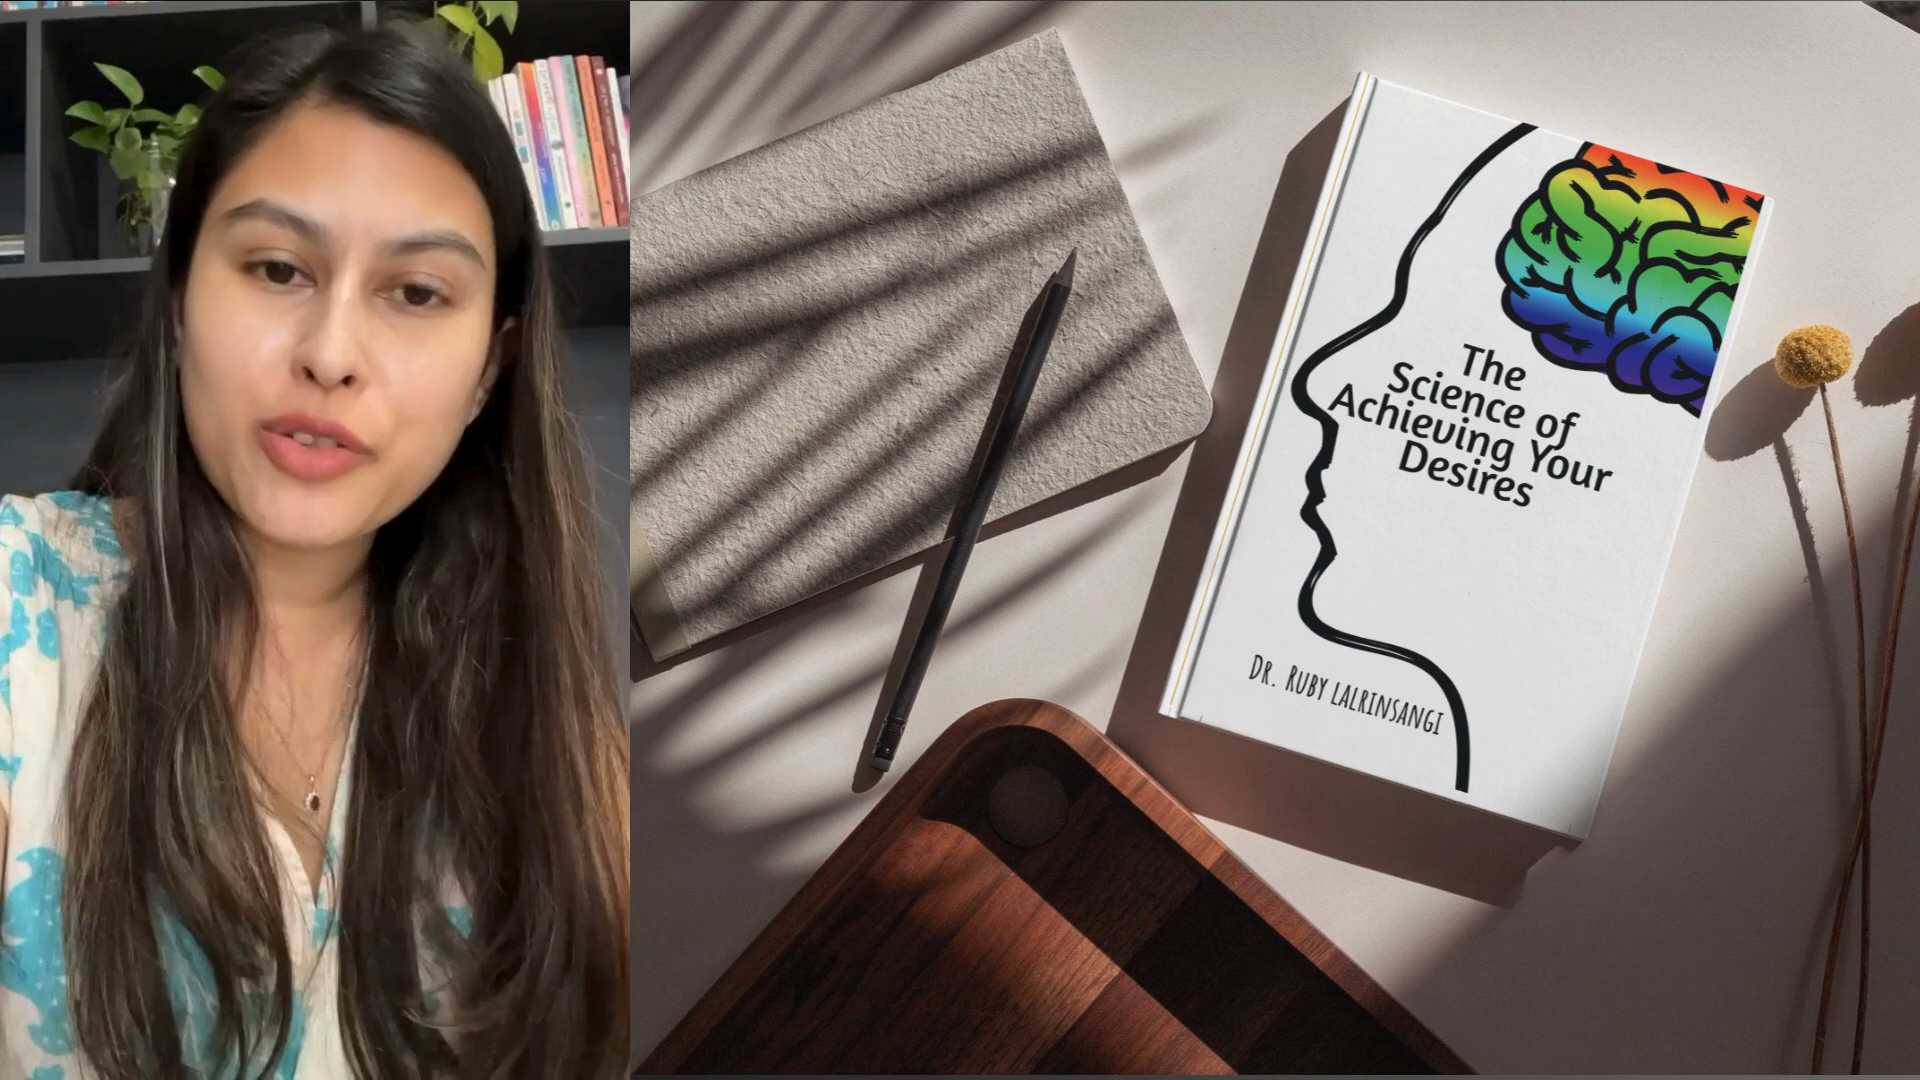 The
Science of
Achieving Your
Desires
DR. RUBY LALRINSANGI